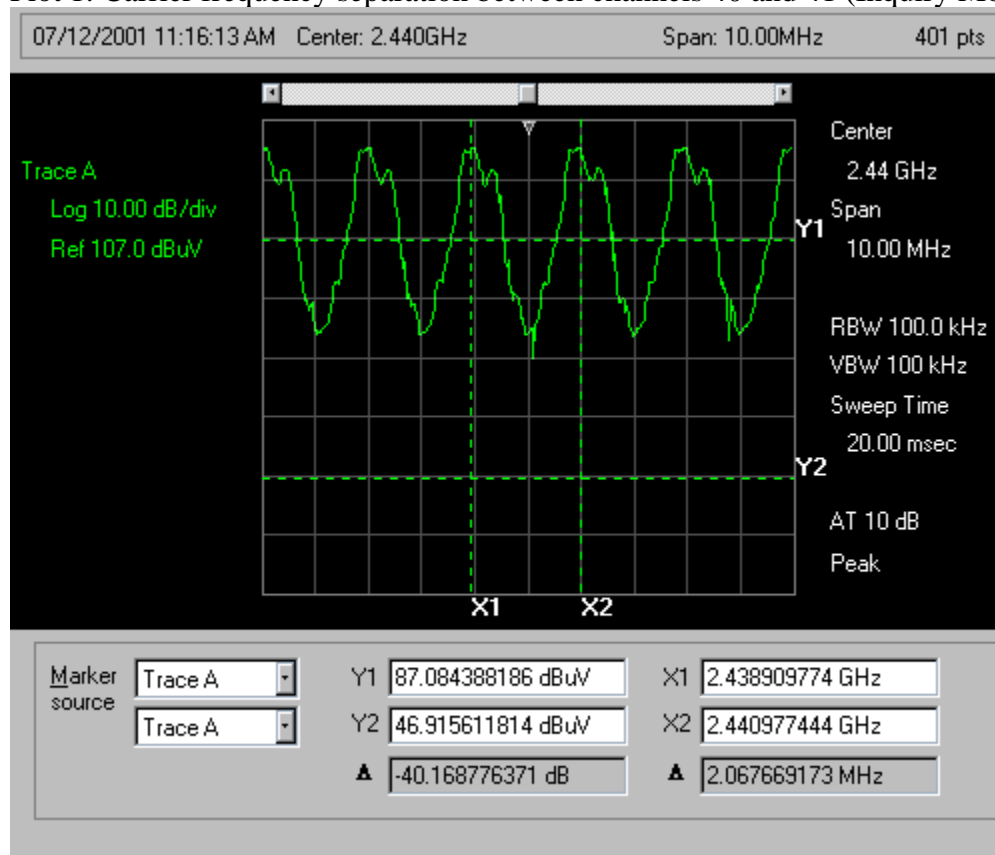 07/12/2001 11:16:13 AM Center: 2.440GHz Span: 10.00MHz 401 pts
Trace A
Log 10.00 dB/div
Ref 107.0 dBuV
Center
2.44 GHz
Span
10.00 MHz
Y1
RBW 100.0 kHz
VBW 100 kHz
Sweep Time
20.00 msec
Y2
AT 10 dB
Peak
X1 X2
Marker source
Trace A
Trace A
Y1 87.084388186 dBuV
Y2 46.915611814 dBuV
Δ -40.168776371 dB
X1 2.438909774 GHz
X2 2.440977444 GHz
Δ 2.067669173 MHz